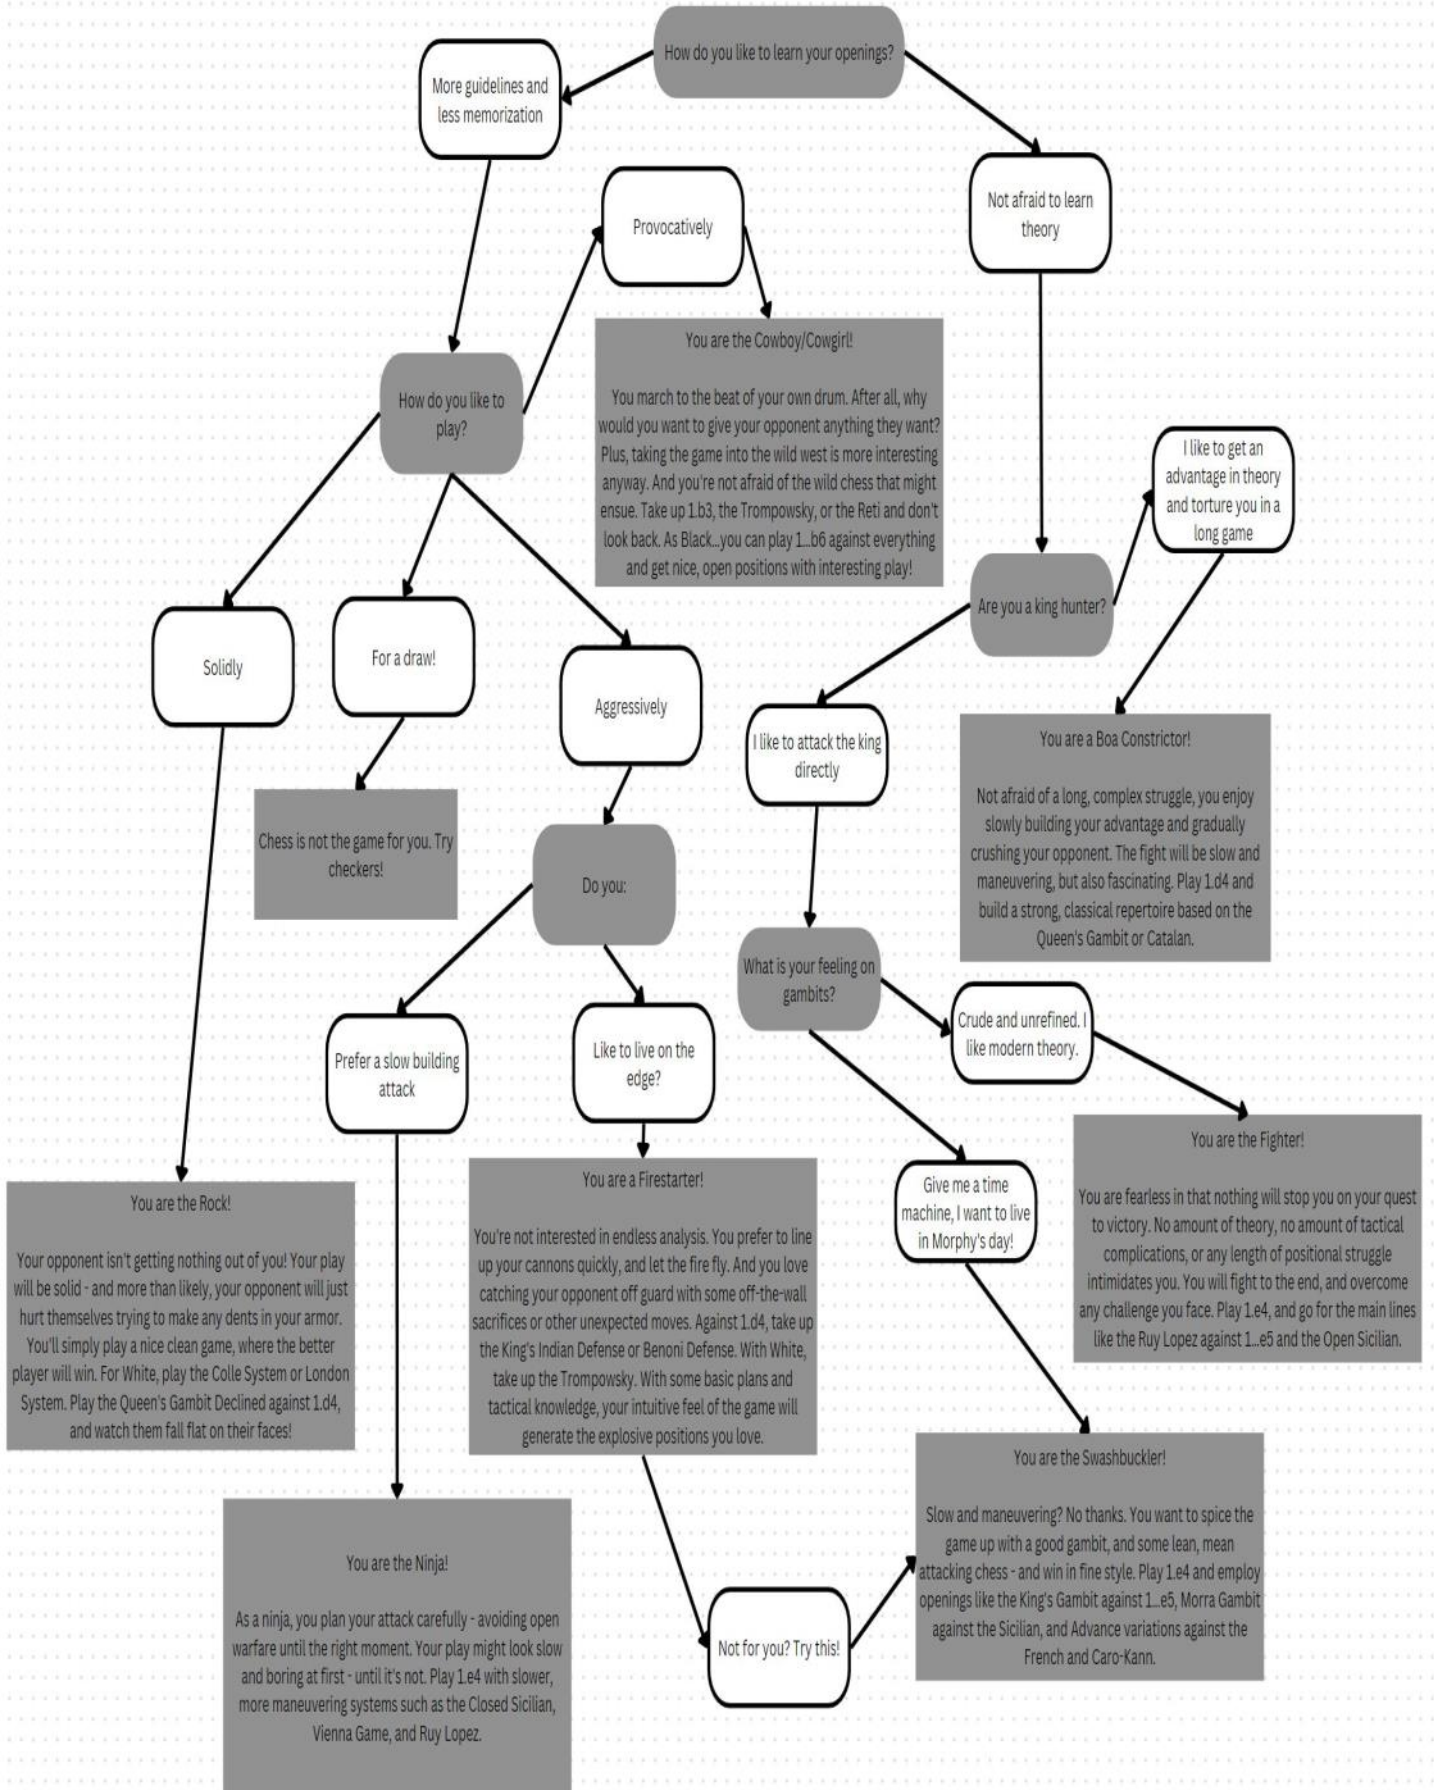 How do you like to learn your openings?
More guidelines and
less memorization
Provocatively
Not afraid to learn
theory
You are the Cowboy/Cowgirl!
You march to the beat of your own drum. After all, why
would you want to give your opponent anything they want?
Plus, taking the game into the wild west is more interesting
anyway. And you're not afraid of the wild chess that might
ensue. Take up 1.b3, the Trompowsky, or the Reti and don't
look back. As Black...you can play 1...b6 against everything
and get nice, open positions with interesting play!
How do you like to
play?
I like to get an
advantage in theory
and torture you in a
long game
Are you a king hunter?
Solidly
For a draw!
Aggressively
I like to attack the king
directly
You are a Boa Constrictor!
Not afraid of a long, complex struggle, you enjoy
slowly building your advantage and gradually
crushing your opponent. The fight will be slow and
maneuvering, but also fascinating. Play 1.d4 and
build a strong, classical repertoire based on the
Queen's Gambit or Catalan.
Chess is not the game for you. Try
checkers!
Do you:
What is your feeling on
gambits?
Crude and unrefined. I
like modern theory.
Prefer a slow building
attack
Like to live on the
edge?
You are the Fighter!
You are fearless in that nothing will stop you on your quest
to victory. No amount of theory, no amount of tactical
complications, or any length of positional struggle
intimidates you. You will fight to the end, and overcome
any challenge you face. Play 1.e4, and go for the main lines
like the Ruy Lopez against 1...e5 and the Open Sicilian.
Give me a time
machine, I want to live
in Morphy's day!
You are a Firestarter!
You're not interested in endless analysis. You prefer to line
up your cannons quickly, and let the fire fly. And you love
catching your opponent off guard with some off-the-wall
sacrifices or other unexpected moves. Against 1.d4, take up
the King's Indian Defense or Benoni Defense. With White,
take up the Trompowsky. With some basic plans and
tactical knowledge, your intuitive feel of the game will
generate the explosive positions you love.
You are the Rock!
Your opponent isn't getting nothing out of you! Your play
will be solid - and more than likely, your opponent will just
hurt themselves trying to make any dents in your armor.
You'll simply play a nice clean game, where the better
player will win. For White, play the Colle System or London
System. Play the Queen's Gambit Declined against 1.d4,
and watch them fall flat on their faces!
You are the Swashbuckler!
Slow and maneuvering? No thanks. You want to spice the
game up with a good gambit, and some lean, mean
attacking chess - and win in fine style. Play 1.e4 and employ
openings like the King's Gambit against 1...e5, Morra Gambit
against the Sicilian, and Advance variations against the
French and Caro-Kann.
You are the Ninja!
As a ninja, you plan your attack carefully - avoiding open
warfare until the right moment. Your play might look slow
and boring at first - until it's not. Play 1.e4 with slower,
more maneuvering systems such as the Closed Sicilian,
Vienna Game, and Ruy Lopez.
Not for you? Try this!